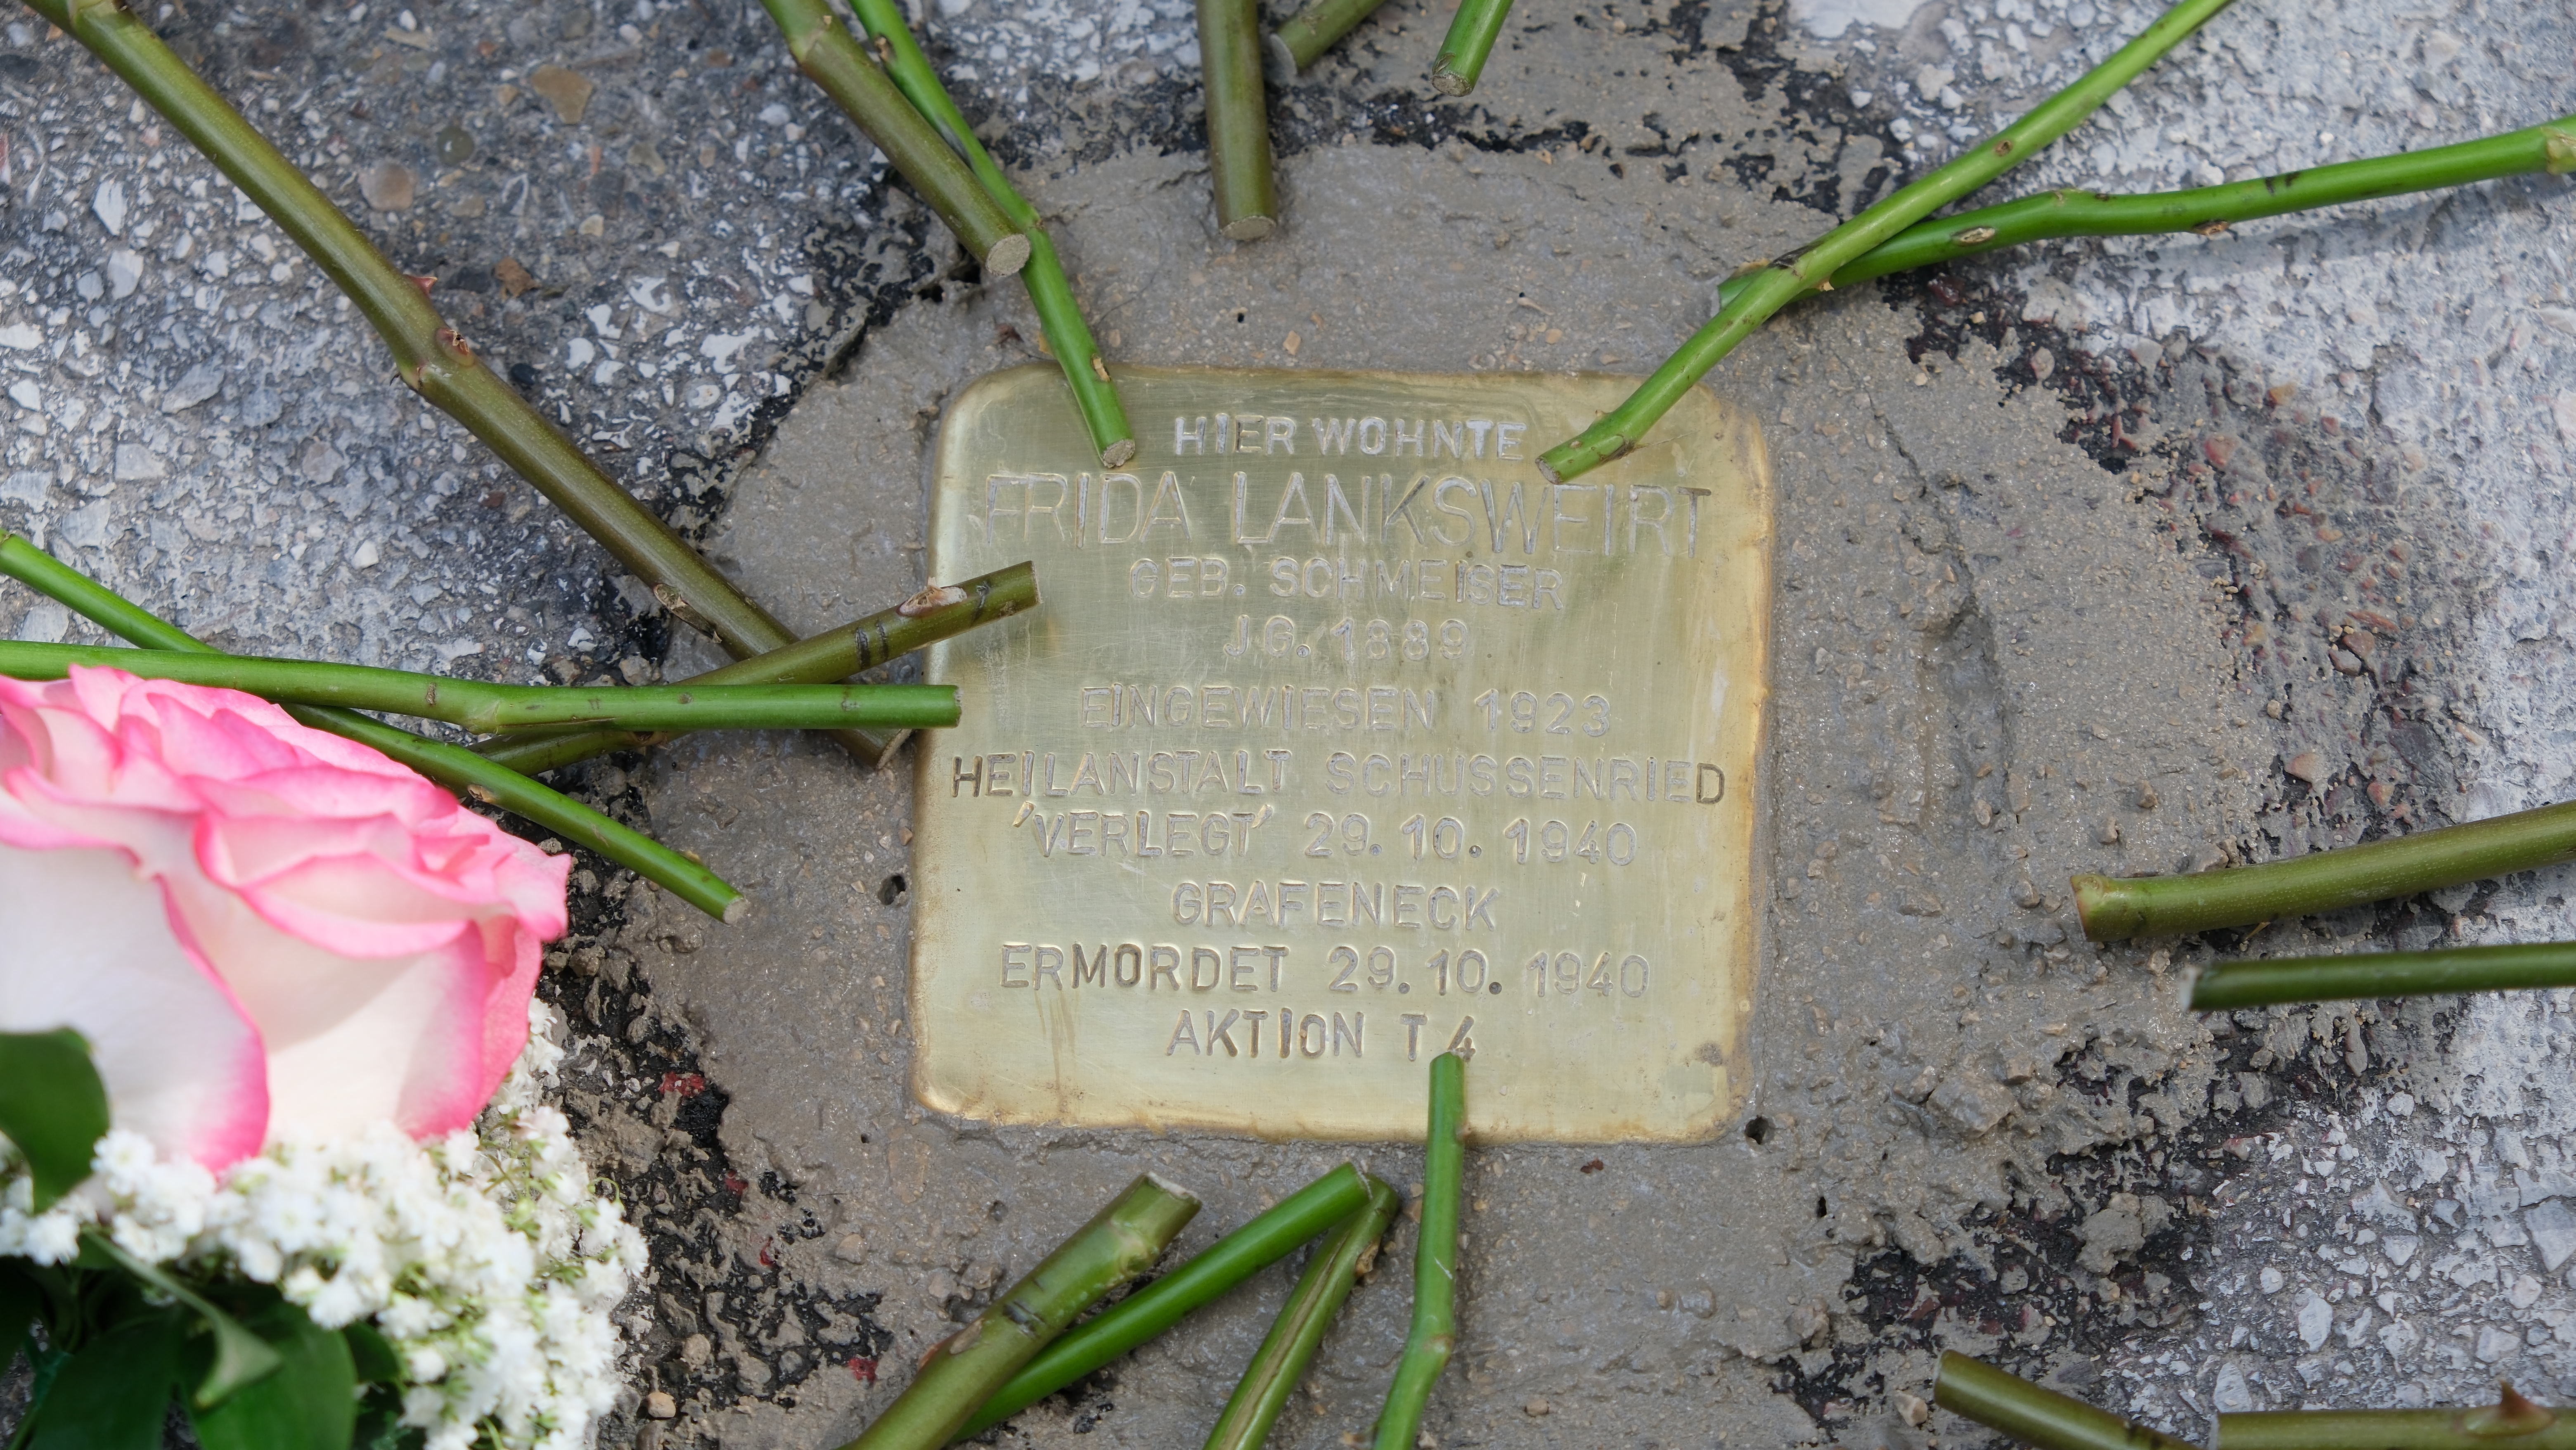 HIER WOHNTE
FRIDA LANKSWEIRT
GEB. SCHMEISER
JG. 1889
EINGEWIESEN 1923
HEILANSTALT SCHUSSENRIED
'VERLEGT' 29.10.1940
GRAFENECK
ERMORDET 29.10.1940
AKTION T4